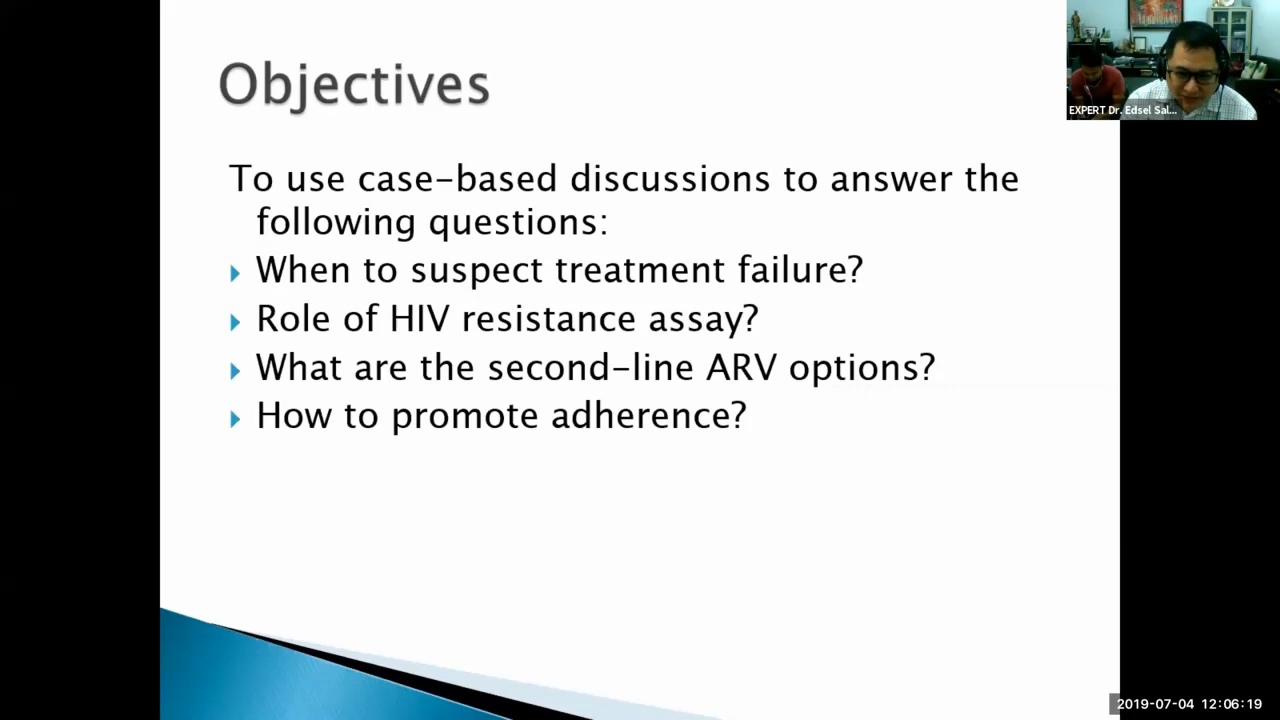 Objectives
To use case-based discussions to answer the
following questions:
When to suspect treatment failure?
Role of HIV resistance assay?
What are the second-line ARV options?
How to promote adherence?
EXPERT Dr. Edsel Sal...
2019-07-04 12:06:19